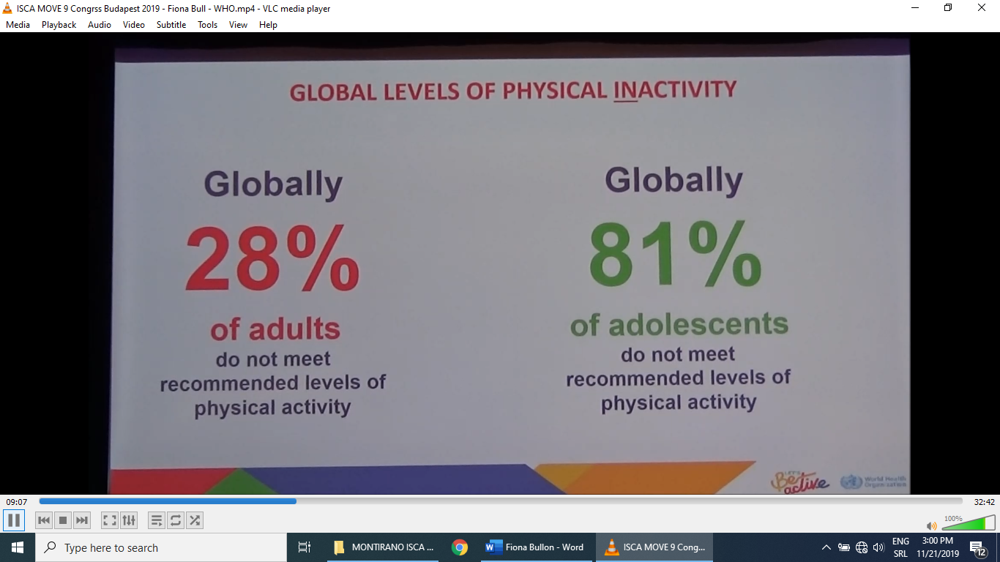 ISCA MOVE 9 Congrss Budapest 2019 - Fiona Bull - WHO.mp4 - VLC media player
Media Playback Audio Video Subtitle Tools View Help
GLOBAL LEVELS OF PHYSICAL INACTIVITY
Globally
28%
of adults
do not meet
recommended levels of
physical activity
Globally
81%
of adolescents
do not meet
recommended levels of
physical activity
LET'S
Be active
World Health
Organization
09:07
32:42
100%
Type here to search
MONTIRANO ISCA ...
Fiona Bullon - Word
ISCA MOVE 9 Cong...
ENG
SRL
3:00 PM
11/21/2019
12